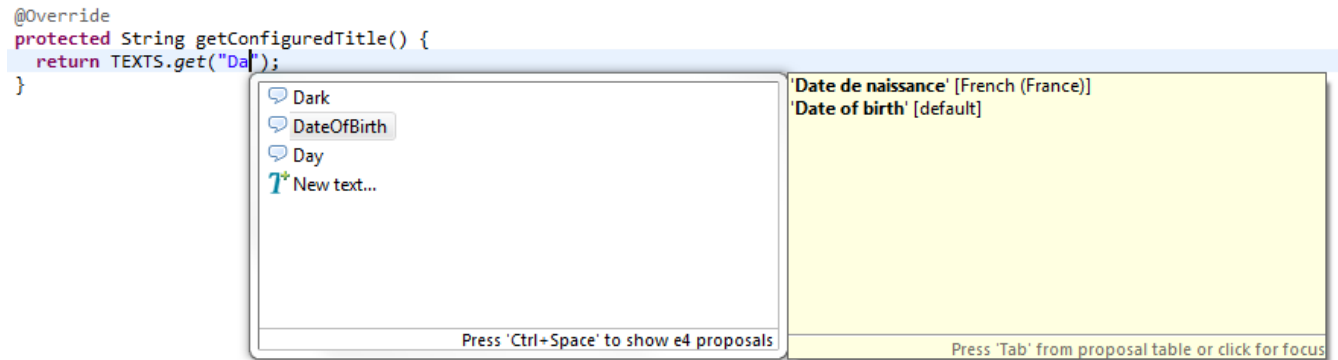 @Override
protected String getConfiguredTitle() {
return TEXTS.get("Da");
}
Dark
DateOfBirth
Day
New text...
Press 'Ctrl+Space' to show e4 proposals
'Date de naissance' [French (France)]
'Date of birth' [default]
Press 'Tab' from proposal table or click for focus